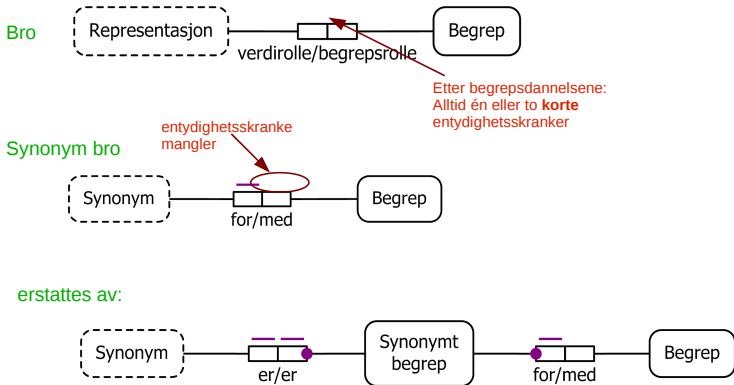 Bro
Representasjon
Begrep
verdirolle/begrepsrolle
Etter begrepsdannelsene:
Alltid én eller to korte
entydighetsskranker
entydighetsskranke
mangler
Synonym bro
Synonym
Begrep
for/med
erstattes av:
Synonym
er/er
Synonymt
begrep
for/med
Begrep